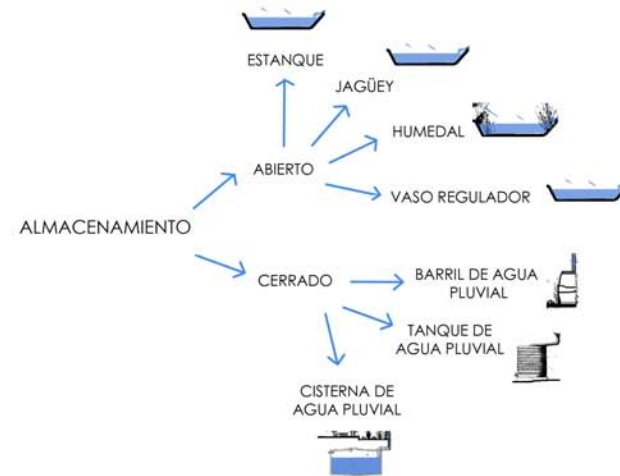 ESTANQUE
JAGÜEY
HUMEDAL
ABIERTO
VASO REGULADOR
ALMACENAMIENTO
CERRADO
BARRIL DE AGUA
PLUVIAL
TANQUE DE
AGUA PLUVIAL
CISTERNA DE
AGUA PLUVIAL